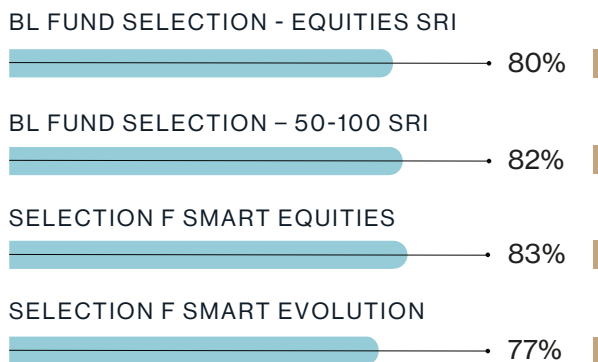 BL FUND SELECTION - EQUITIES SRI
80%
BL FUND SELECTION – 50-100 SRI
82%
SELECTION F SMART EQUITIES
83%
SELECTION F SMART EVOLUTION
77%